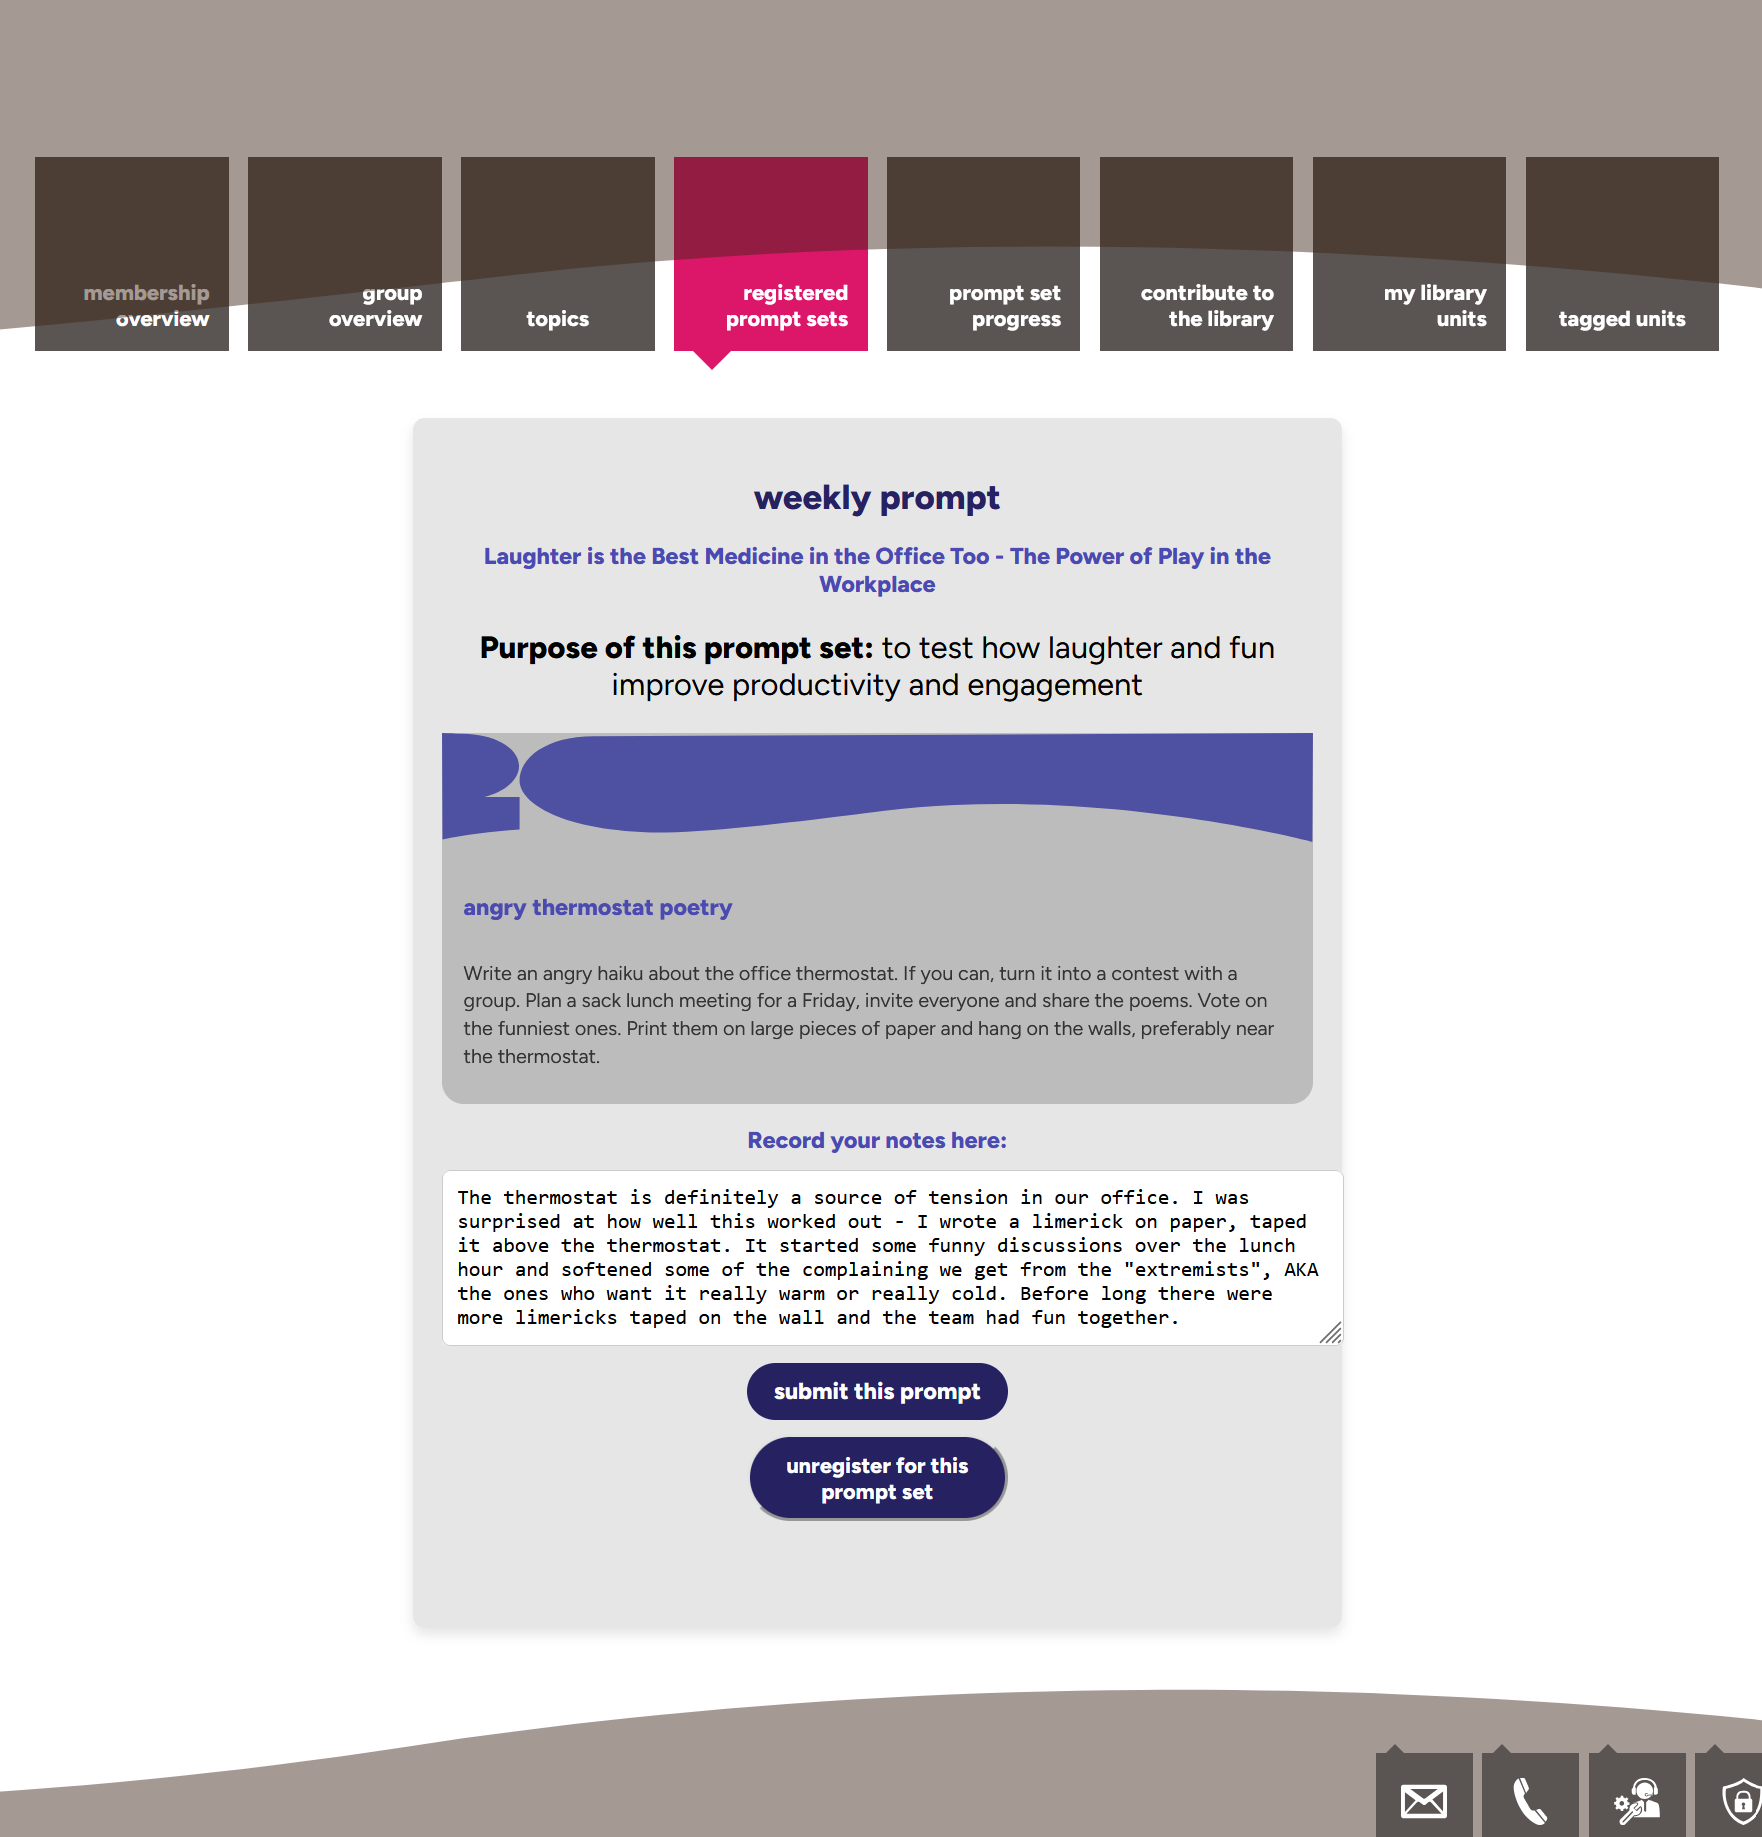 membership
overview
group
overview
topics
registered
prompt sets
prompt set
progress
contribute to
the library
my library
units
tagged units
weekly prompt
Laughter is the Best Medicine in the Office Too - The Power of Play in the
Workplace
Purpose of this prompt set: to test how laughter and fun
improve productivity and engagement
angry thermostat poetry
Write an angry haiku about the office thermostat. If you can, turn it into a contest with a
group. Plan a sack lunch meeting for a Friday, invite everyone and share the poems. Vote on
the funniest ones. Print them on large pieces of paper and hang on the walls, preferably near
the thermostat.
Record your notes here:
The thermostat is definitely a source of tension in our office. I was
surprised at how well this worked out - I wrote a limerick on paper, taped
it above the thermostat. It started some funny discussions over the lunch
hour and softened some of the complaining we get from the "extremists", AKA
the ones who want it really warm or really cold. Before long there were
more limericks taped on the wall and the team had fun together.
submit this prompt
unregister for this
prompt set